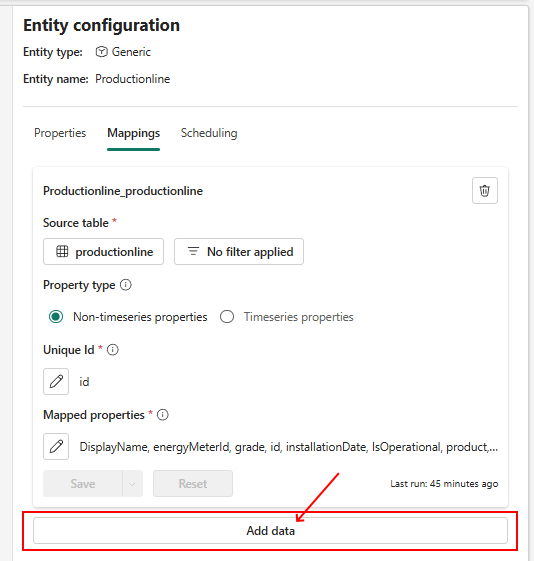 Entity configuration
Entity type: Generic
Entity name: Productionline
Properties Mappings Scheduling
Productionline_productionline
Source table *
productionline No filter applied
Property type
Non-timeseries properties Timeseries properties
Unique Id *
id
Mapped properties *
DisplayName, energyMeterId, grade, id, installationDate, IsOperational, product,...
Save Reset Last run: 45 minutes ago
Add data